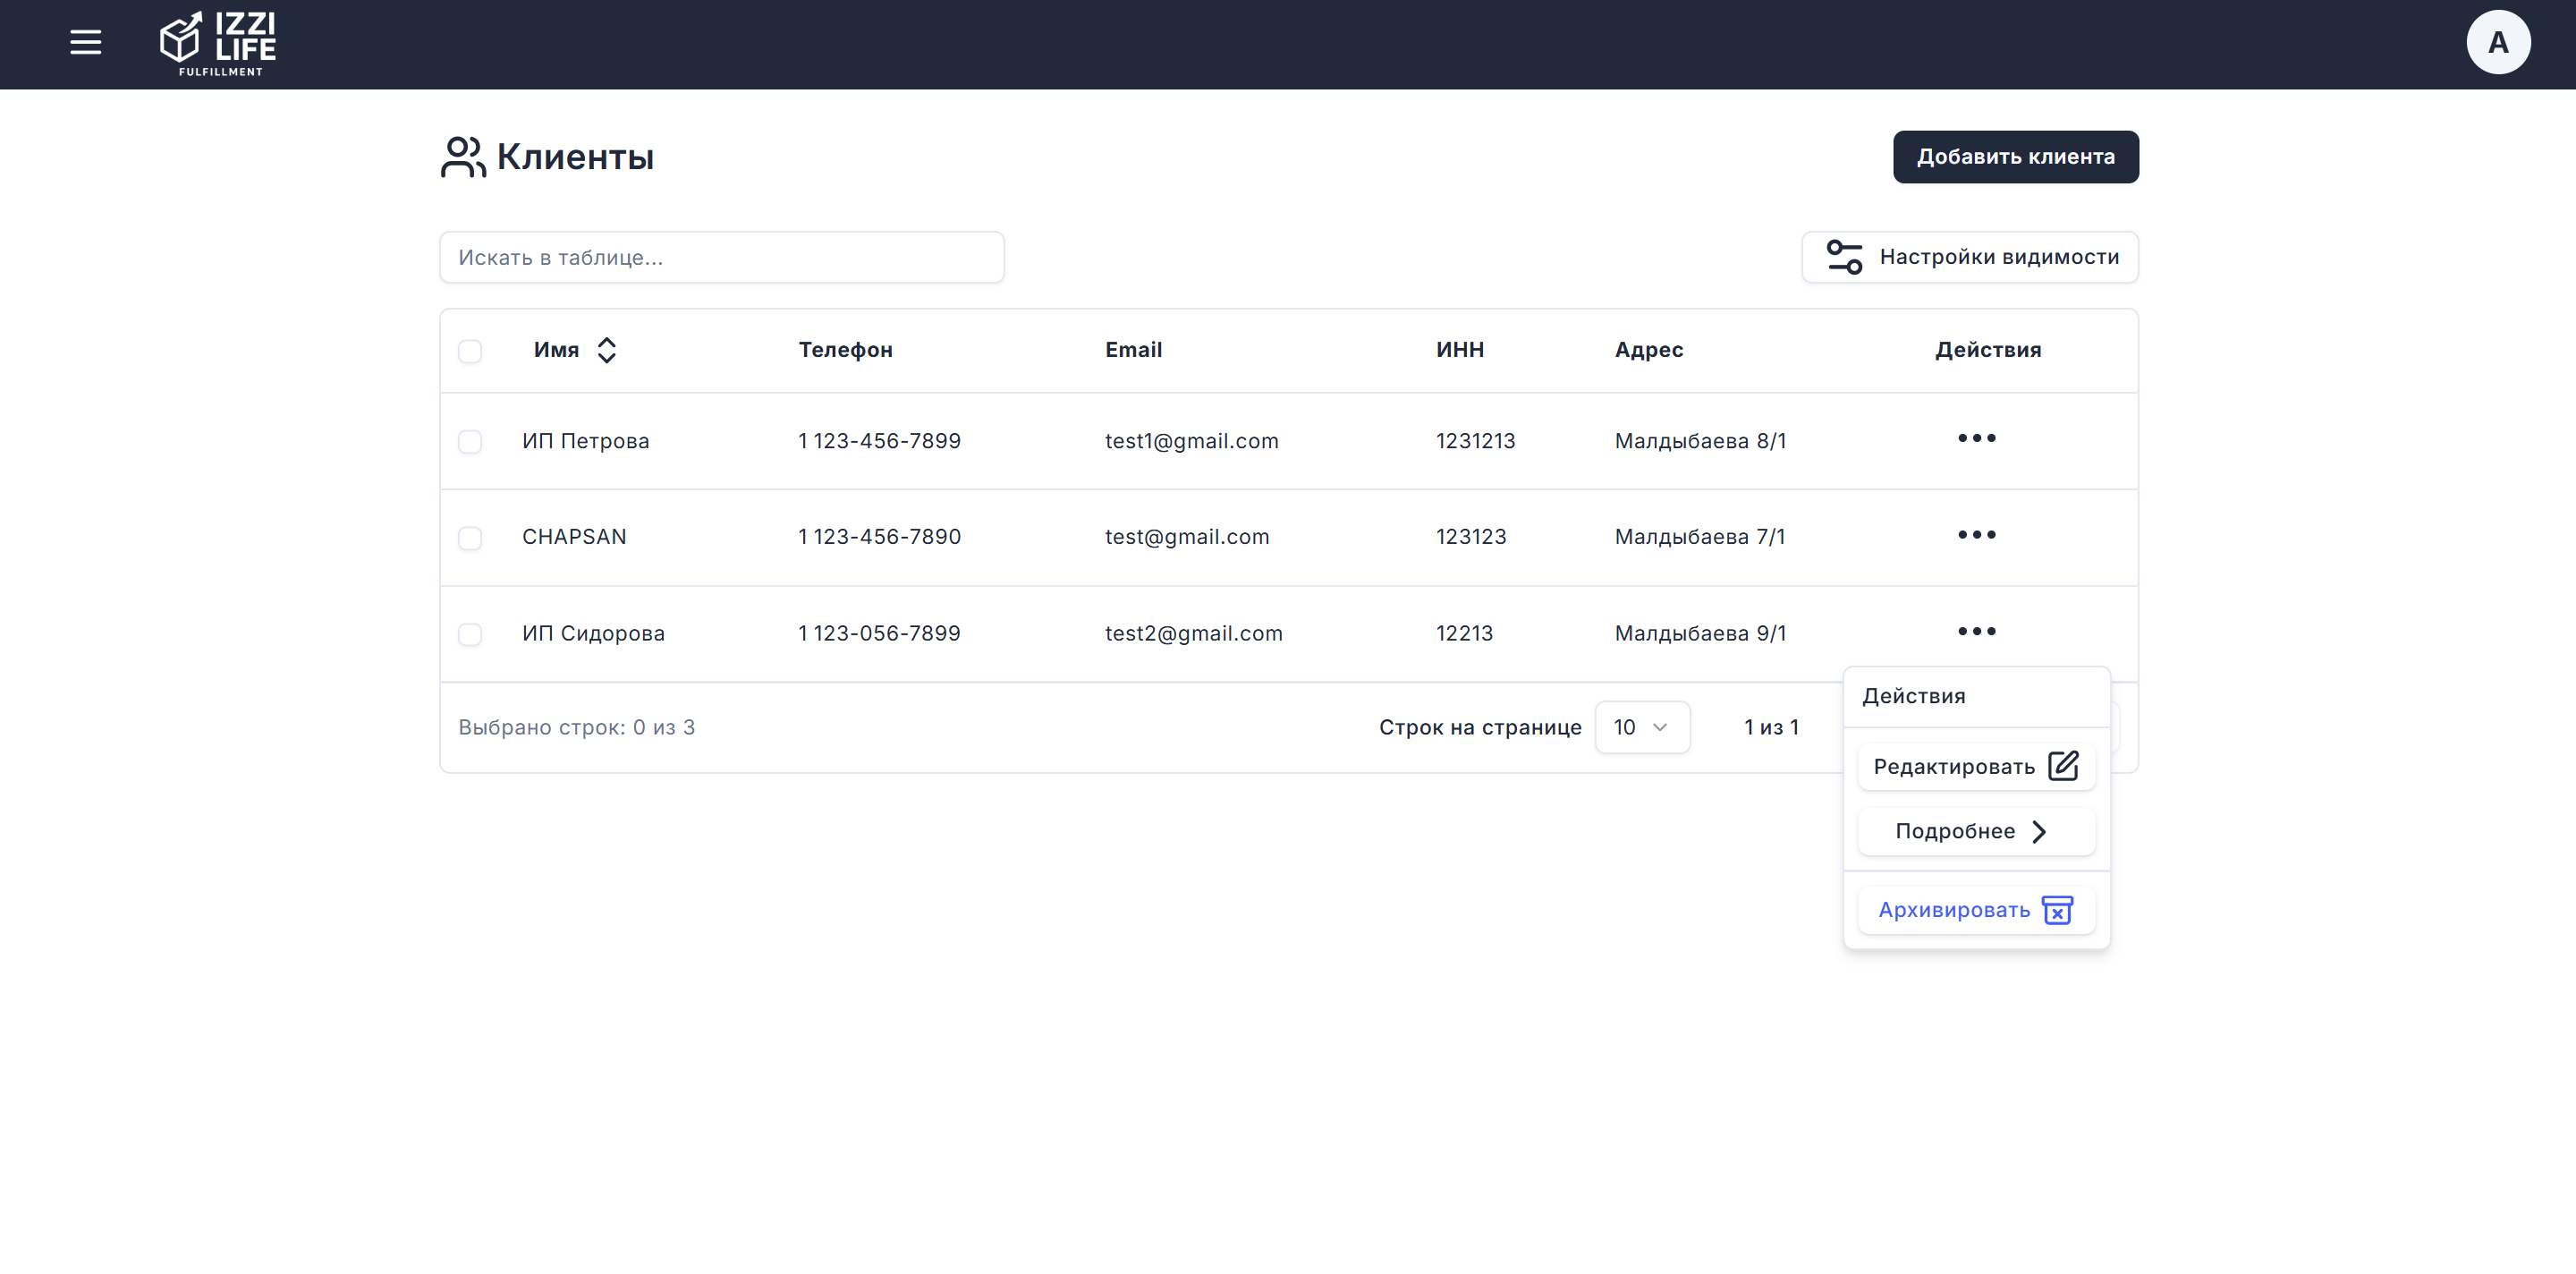 IZZI
LIFE
FULFILLMENT
A
Клиенты
Добавить клиента
Искать в таблице...
Настройки видимости
Имя Телефон Email ИНН Адрес Действия
ИП Петрова 1 123-456-7899 test1@gmail.com 1231213 Малдыбаева 8/1
CHAPSAN 1 123-456-7890 test@gmail.com 123123 Малдыбаева 7/1
ИП Сидорова 1 123-056-7899 test2@gmail.com 12213 Малдыбаева 9/1
Выбрано строк: 0 из 3 Строк на странице 10 1 из 1
Действия
Редактировать
Подробнее
Архивировать